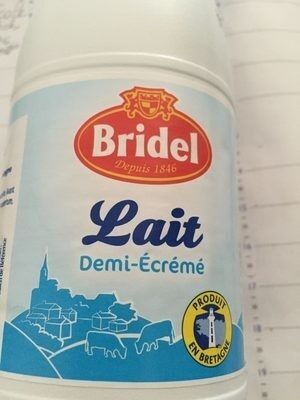 Bridel
Depuis 1846
Lait
Demi-Écrémé
PRODUIT
EN BRETAGNE